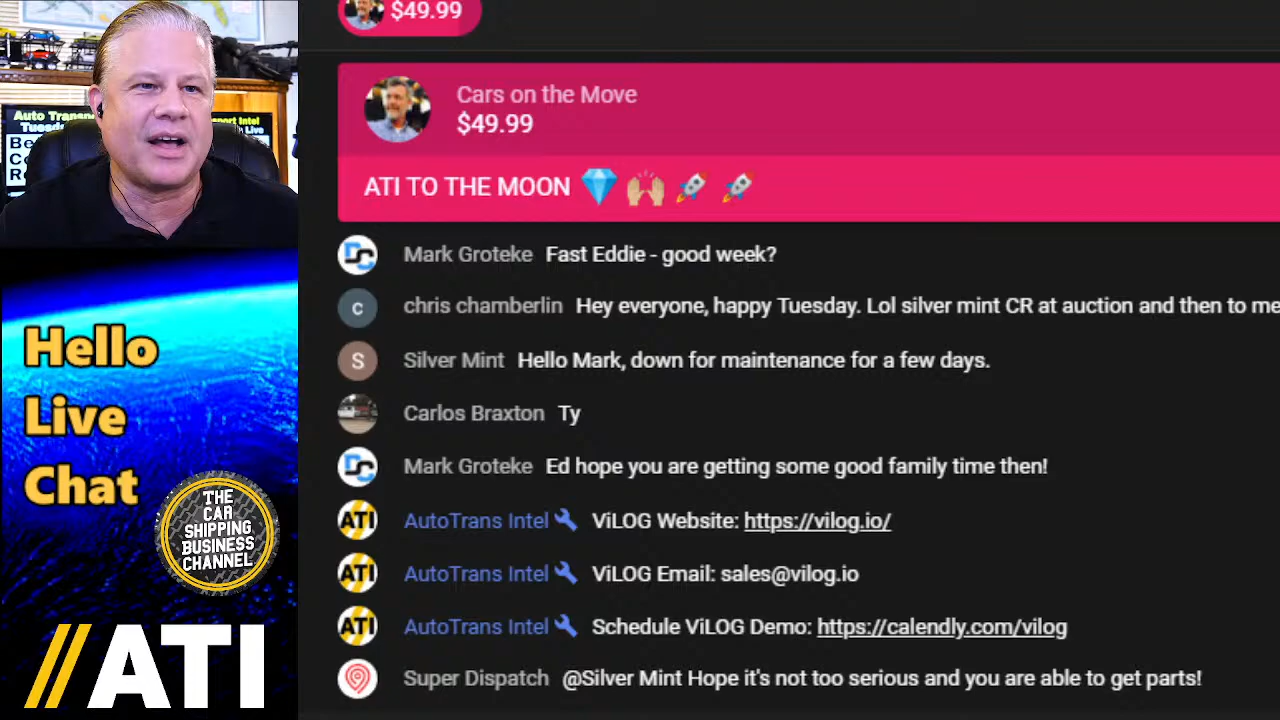 $49.99
Cars on the Move
$49.99
ATI TO THE MOON 💎 🙌🏼 🚀 🚀
Mark Groteke Fast Eddie - good week?
chris chamberlin Hey everyone, happy Tuesday. Lol silver mint CR at auction and then to me
Silver Mint Hello Mark, down for maintenance for a few days.
Carlos Braxton Ty
Mark Groteke Ed hope you are getting some good family time then!
AutoTrans Intel ViLOG Website: https://vilog.io/
AutoTrans Intel ViLOG Email: sales@vilog.io
AutoTrans Intel Schedule ViLOG Demo: https://calendly.com/vilog
Super Dispatch @Silver Mint Hope it's not too serious and you are able to get parts!
C
S
ATI
ATI
ATI
Auto
Live
Hello
Live
Chat
THE
CAR
SHIPPING
BUSINESS
CHANNEL
//ATI